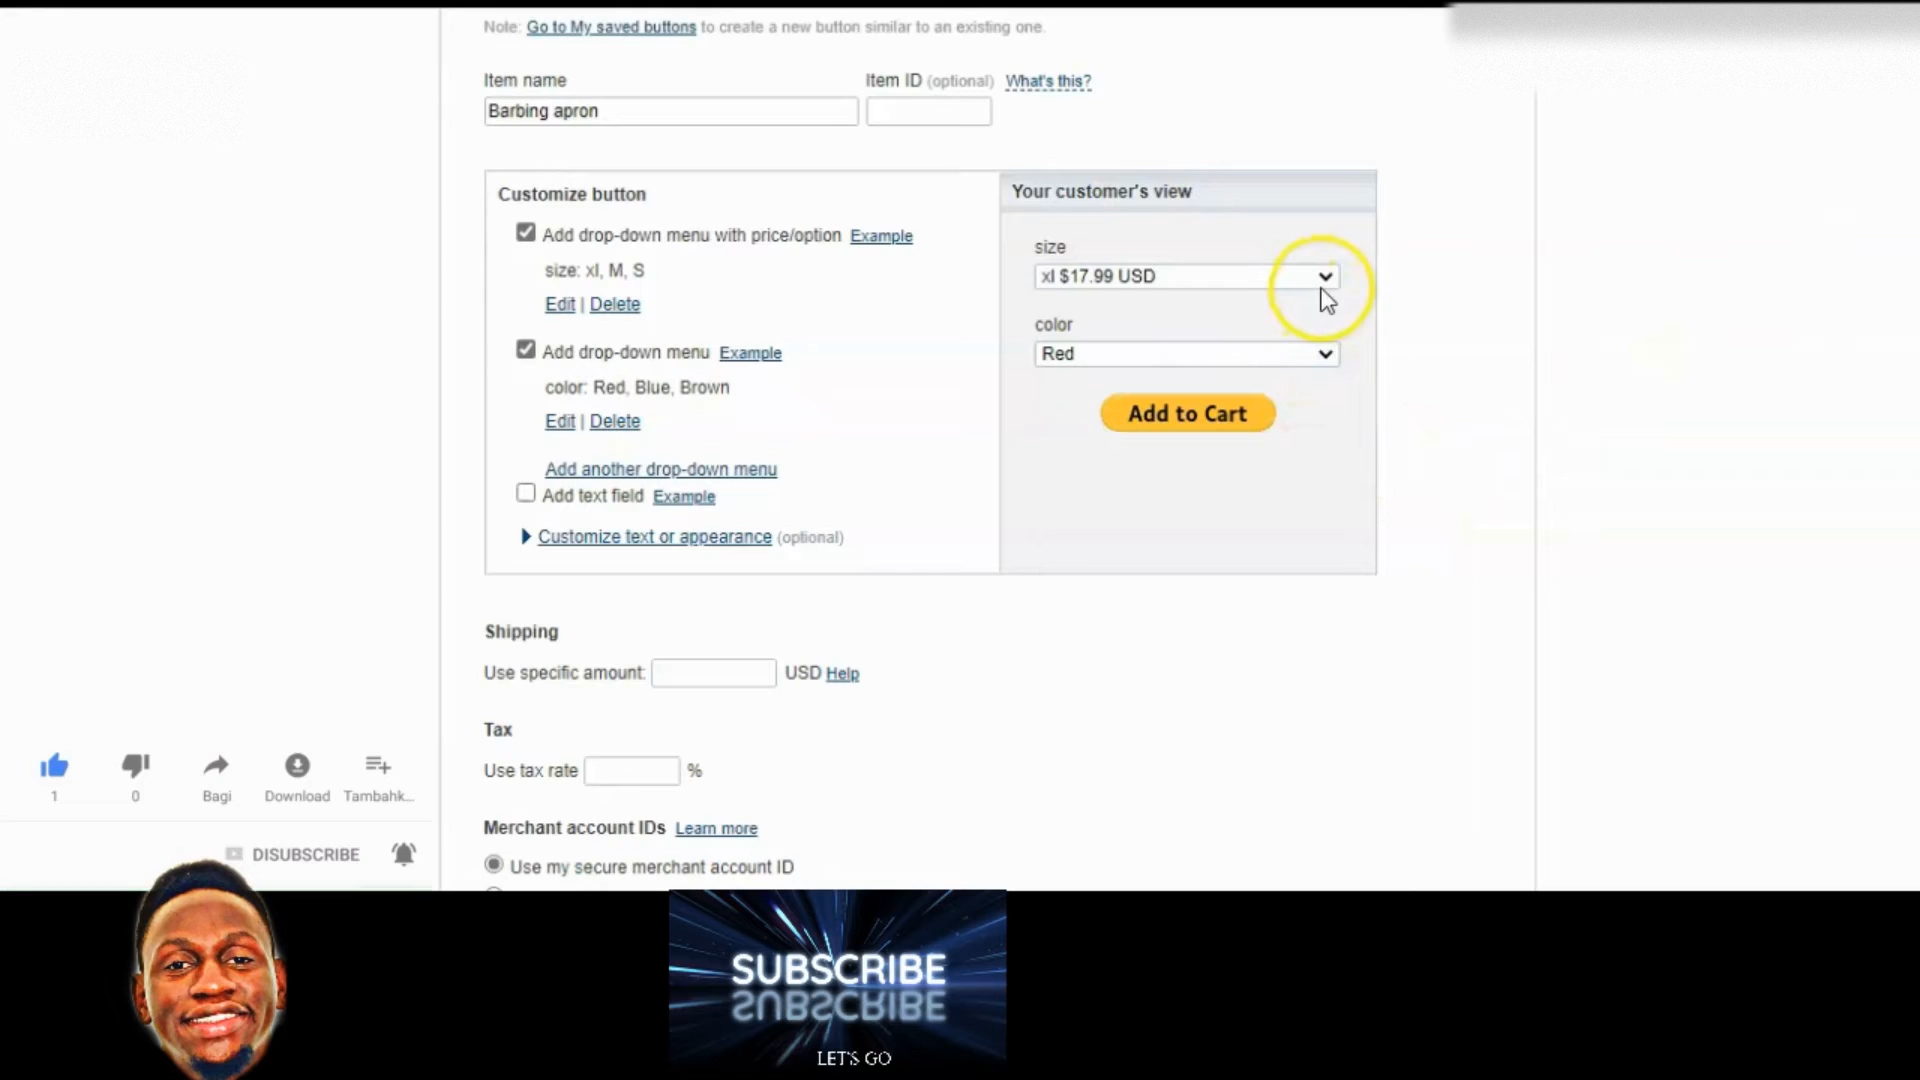 Note: Go to My saved buttons to create a new button similar to an existing one.
Item name
Item ID (optional) What's this?
Barbing apron
Customize button
Add drop-down menu with price/option Example
size: xl, M, S
Edit | Delete
Add drop-down menu Example
color: Red, Blue, Brown
Edit | Delete
Add another drop-down menu
Add text field Example
Customize text or appearance (optional)
Your customer's view
size
xl $17.99 USD
color
Red
Add to Cart
Shipping
Use specific amount: USD Help
Tax
Use tax rate %
Merchant account IDs Learn more
Use my secure merchant account ID
1
0
Bagi
Download
Tambahk...
DISUBSCRIBE
SUBSCRIBE
LET'S GO